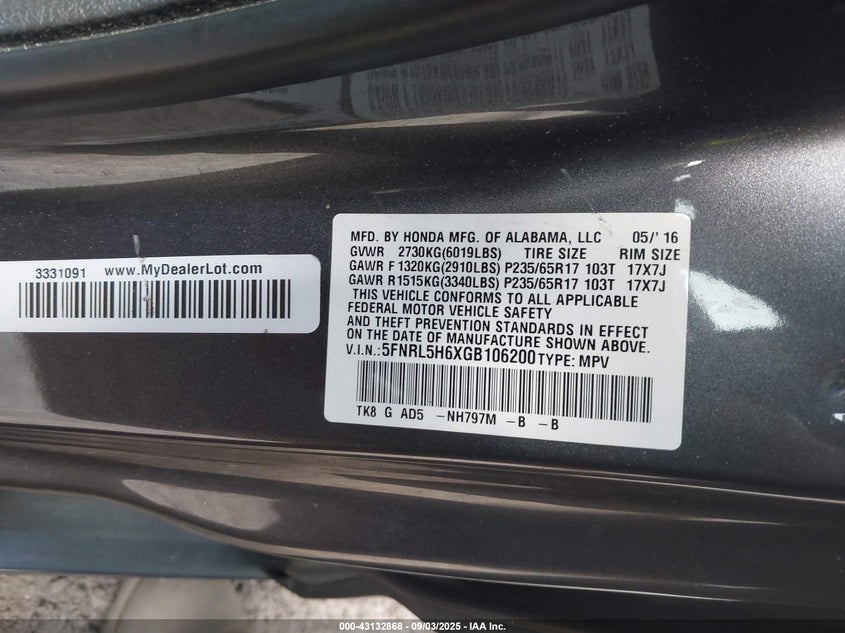 3331091 www.MyDealerLot.com
MFD. BY HONDA MFG. OF ALABAMA, LLC 05/'16
GVWR 2730KG(6019LBS) TIRE SIZE RIM SIZE
GAWR F 1320KG(2910LBS) P235/65R17 103T 17X7J
GAWR R1515KG(3340LBS) P235/65R17 103T 17X7J
THIS VEHICLE CONFORMS TO ALL APPLICABLE
FEDERAL MOTOR VEHICLE SAFETY
AND THEFT PREVENTION STANDARDS IN EFFECT
ON THE DATE OF MANUFACTURE SHOWN ABOVE.
V.I.N.:5FNRL5H6XGB106200 TYPE: MPV
TK8 G AD5 -NH797M -B -B
000-43132868 - 09/03/2025 - IAA Inc.